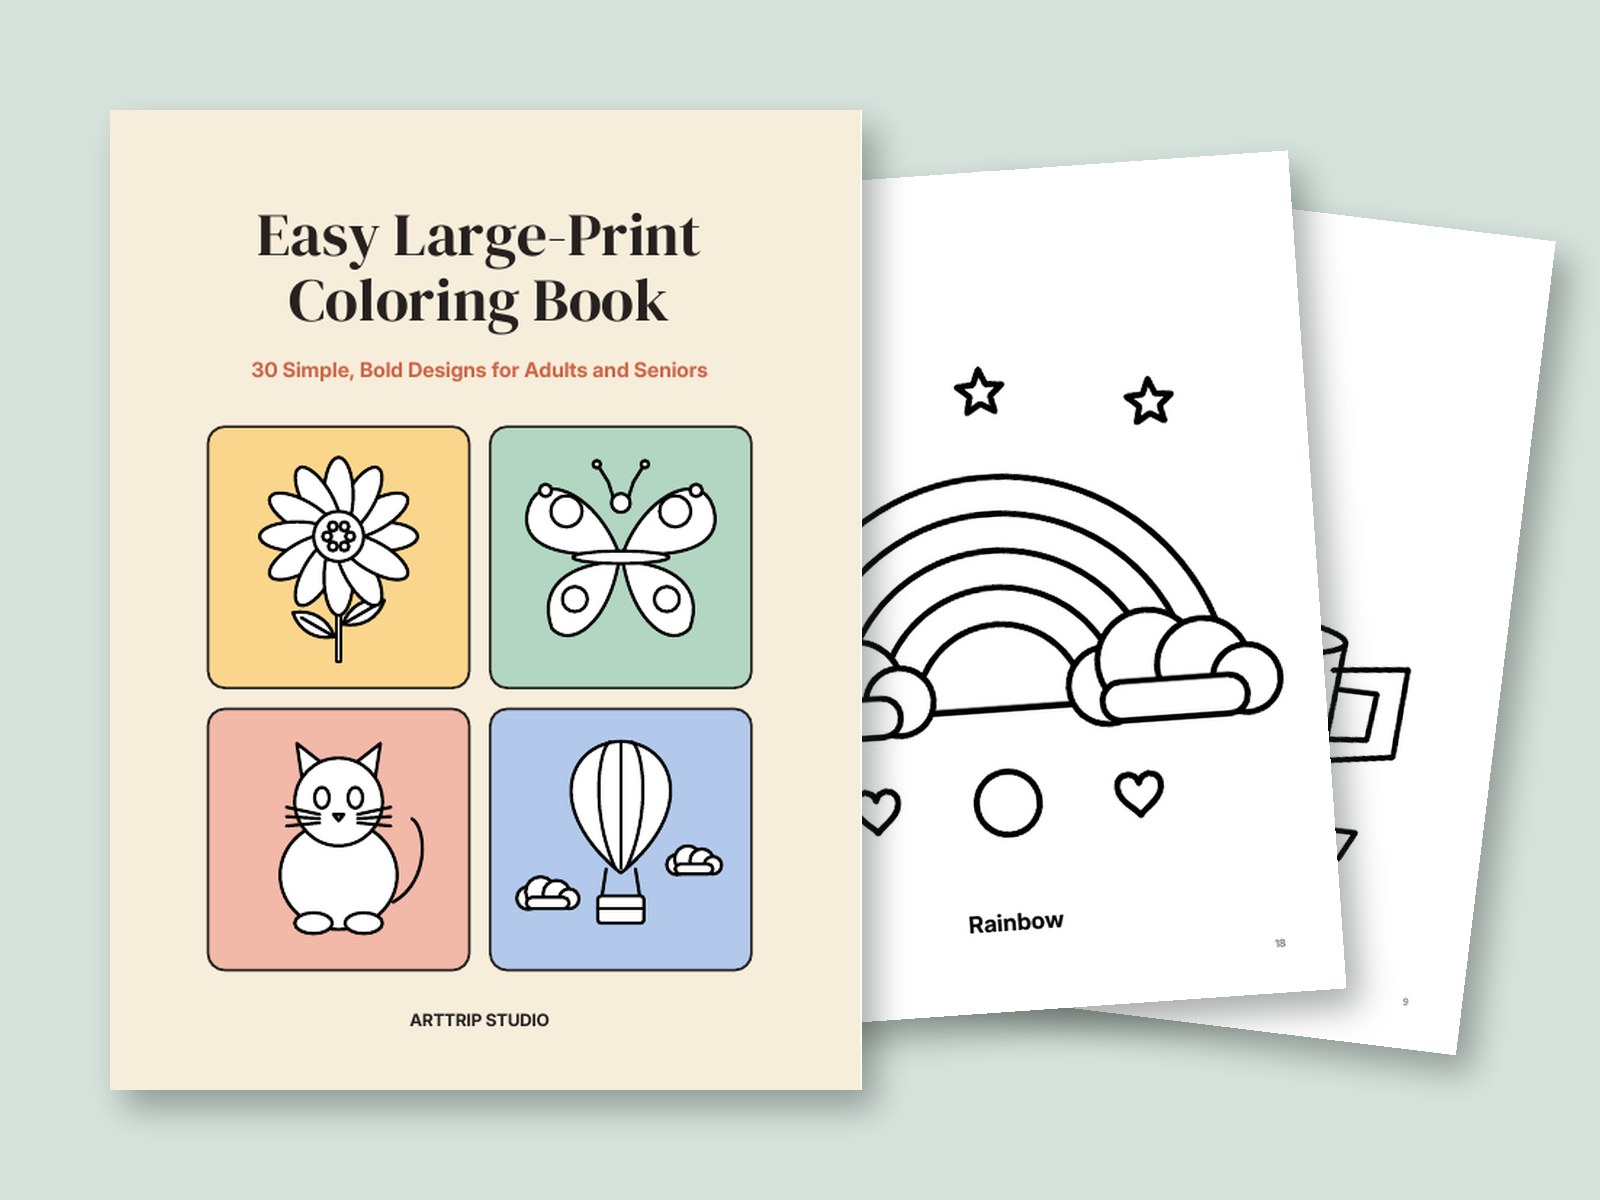 Easy Large-Print
Coloring Book
30 Simple, Bold Designs for Adults and Seniors
ARTTRIP STUDIO
Rainbow
18
9